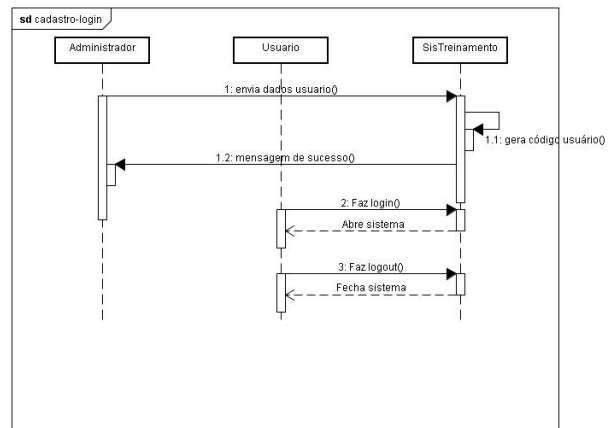 sd cadastro-login
Administrador
Usuario
SisTreinamento
1: envia dados usuario()
1.1: gera código usuário()
1.2: mensagem de sucesso()
2: Faz login()
Abre sistema
3: Faz logout()
Fecha sistema